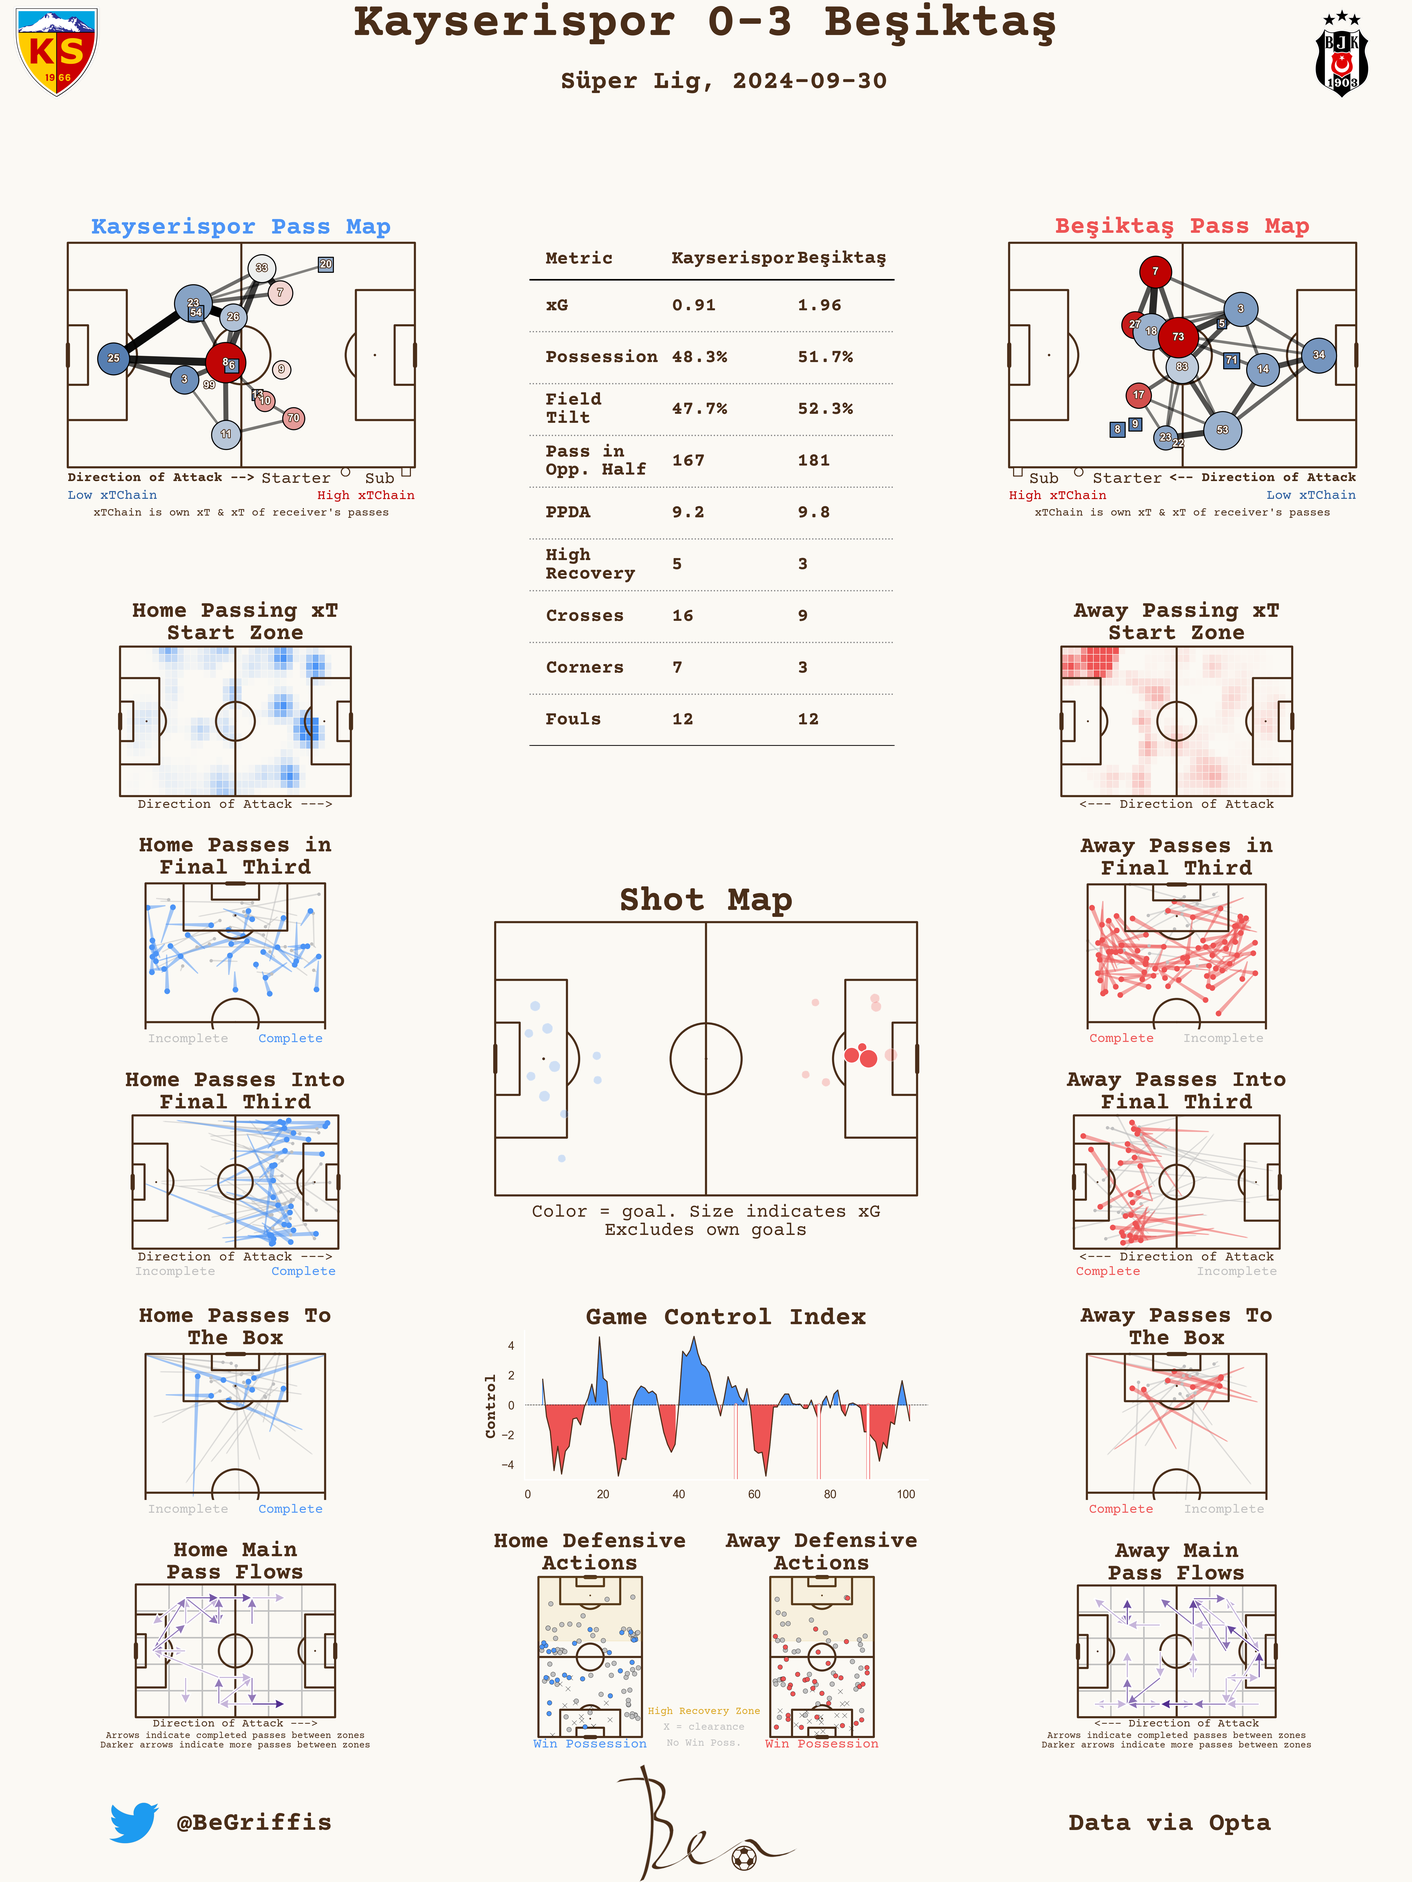 Kayserispor 0-3 Beşiktaş
Süper Lig, 2024-09-30
KS
1966
BJK
1903
Kayserispor Pass Map
33
20
7
23
54
26
25
8
6
9
3
99
13
10
70
11
Direction of Attack --> Starter Sub
Low xTChain High xTChain
xTChain is own xT & xT of receiver's passes
Metric Kayserispor Beşiktaş
xG 0.91 1.96
Possession 48.3% 51.7%
Field
Tilt 47.7% 52.3%
Pass in
Opp. Half 167 181
PPDA 9.2 9.8
High
Recovery 5 3
Crosses 16 9
Corners 7 3
Fouls 12 12
Beşiktaş Pass Map
7
3
27
18
5
73
34
71
83
14
17
8
9
53
23
22
Sub Starter <-- Direction of Attack
High xTChain Low xTChain
xTChain is own xT & xT of receiver's passes
Home Passing xT
Start Zone
Direction of Attack --->
Away Passing xT
Start Zone
<--- Direction of Attack
Home Passes in
Final Third
Incomplete Complete
Shot Map
Color = goal. Size indicates xG
Excludes own goals
Away Passes in
Final Third
Complete Incomplete
Home Passes Into
Final Third
Direction of Attack --->
Incomplete Complete
Away Passes Into
Final Third
<--- Direction of Attack
Complete Incomplete
Home Passes To
The Box
Incomplete Complete
Game Control Index
Control
4
2
0
−2
−4
0 20 40 60 80 100
Away Passes To
The Box
Complete Incomplete
Home Main
Pass Flows
Direction of Attack --->
Arrows indicate completed passes between zones
Darker arrows indicate more passes between zones
Home Defensive
Actions
Win Possession
High Recovery Zone
X = clearance
No Win Poss.
Away Defensive
Actions
Win Possession
Away Main
Pass Flows
<--- Direction of Attack
Arrows indicate completed passes between zones
Darker arrows indicate more passes between zones
@BeGriffis
Ben
Data via Opta